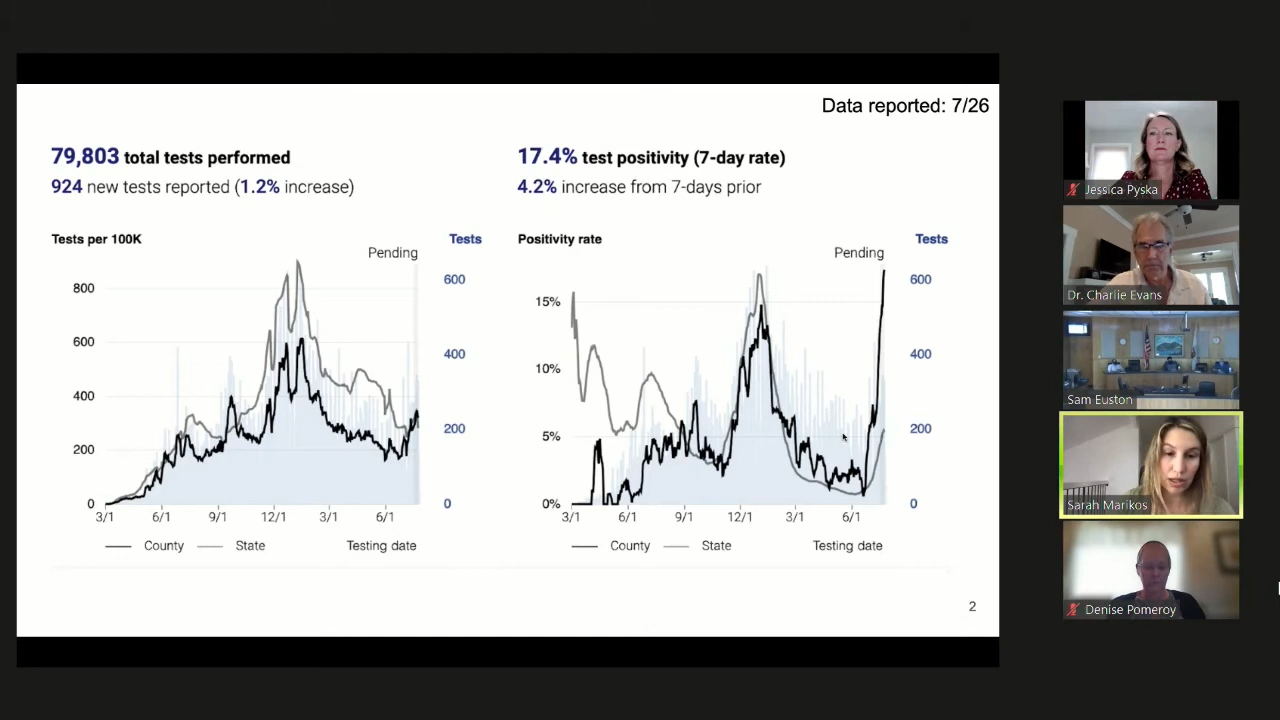 Data reported: 7/26
79,803 total tests performed
924 new tests reported (1.2% increase)
17.4% test positivity (7-day rate)
4.2% increase from 7-days prior
Tests per 100K
Pending
Tests
800
600
400
200
0
600
400
200
0
3/1 6/1 9/1 12/1 3/1 6/1
County State Testing date
Positivity rate
Pending
Tests
15%
10%
5%
0%
600
400
200
0
3/1 6/1 9/1 12/1 3/1 6/1
County State Testing date
2
Jessica Pyska
Dr. Charlie Evans
Sam Euston
Sarah Marikos
Denise Pomeroy